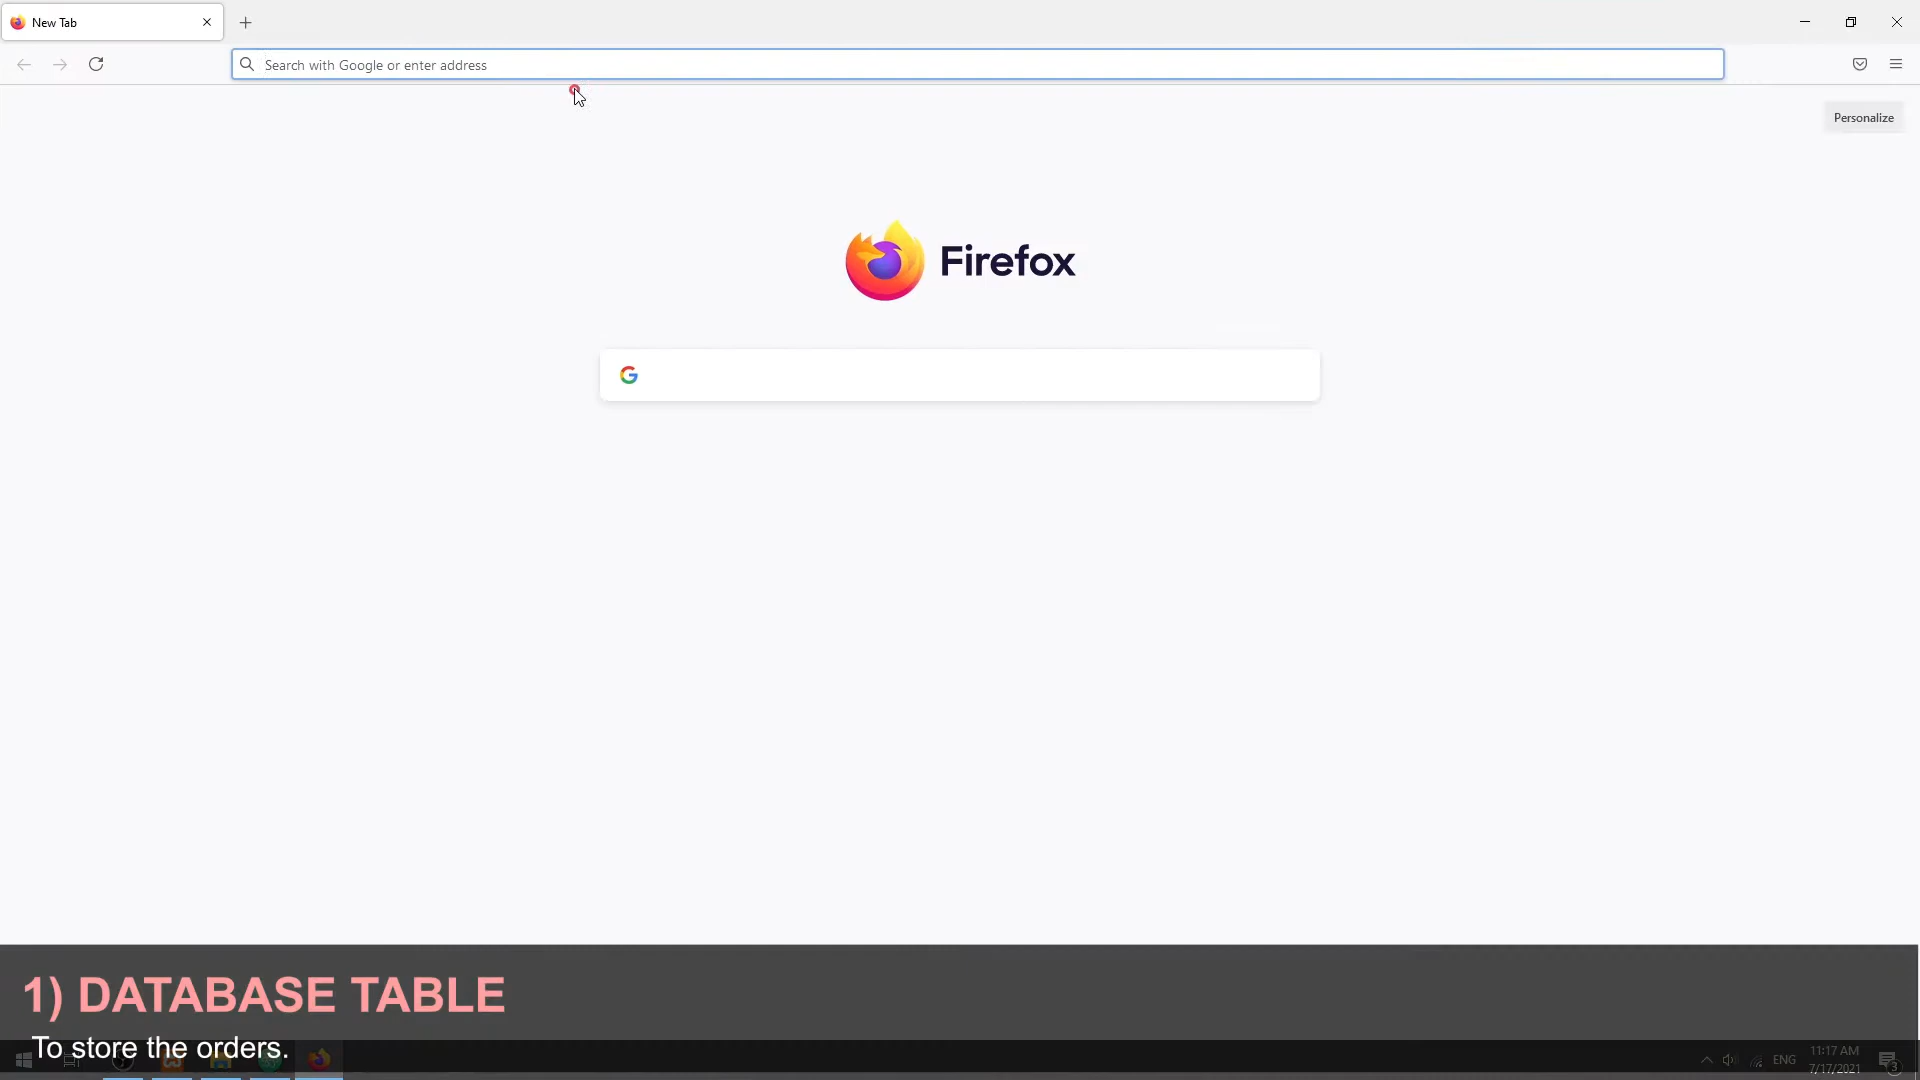 New Tab
Search with Google or enter address
Personalize
Firefox
1) DATABASE TABLE
To store the orders.
ENG
11:17 AM
7/17/2021
3